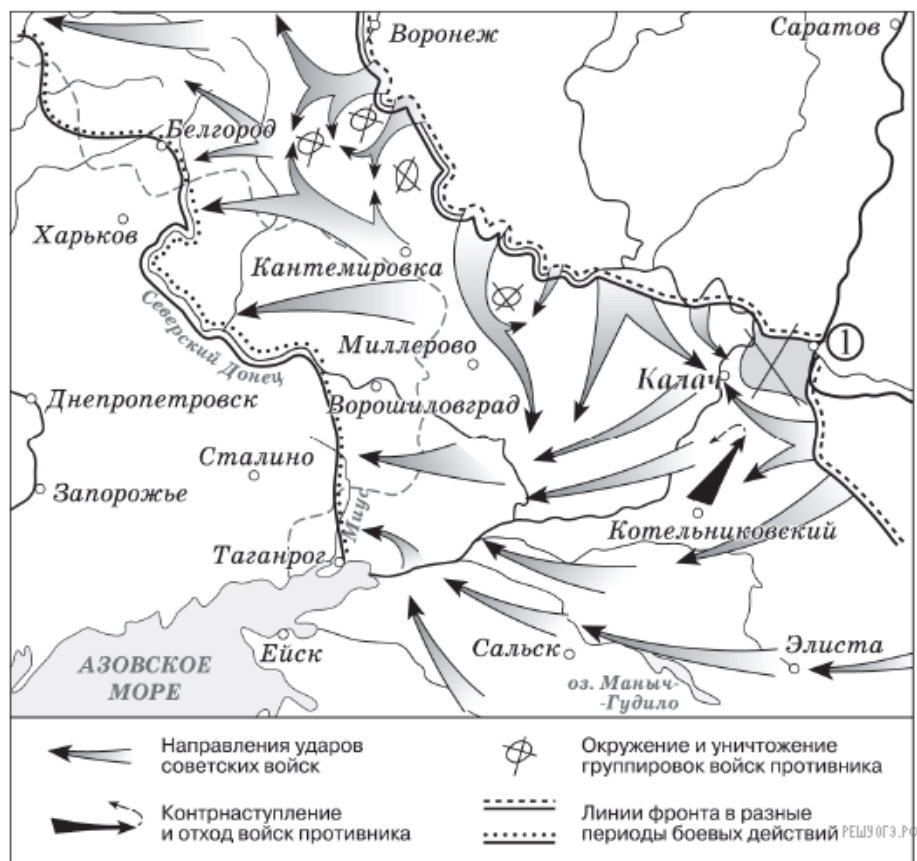 Воронеж
Саратов
Белгород
Харьков
Кантемировка
Северский Донец
Миллерово
①
Калач
Днепропетровск
Ворошиловград
Сталино
Запорожье
Миус
Котельниковский
Таганрог
Ейск
Сальск
Элиста
АЗОВСКОЕ
МОРЕ
оз. Маныч-
-Гудило
Направления ударов
советских войск
Окружение и уничтожение
группировок войск противника
Контрнаступление
и отход войск противника
Линии фронта в разные
периоды боевых действий
РЕШУОГЭ.РФ